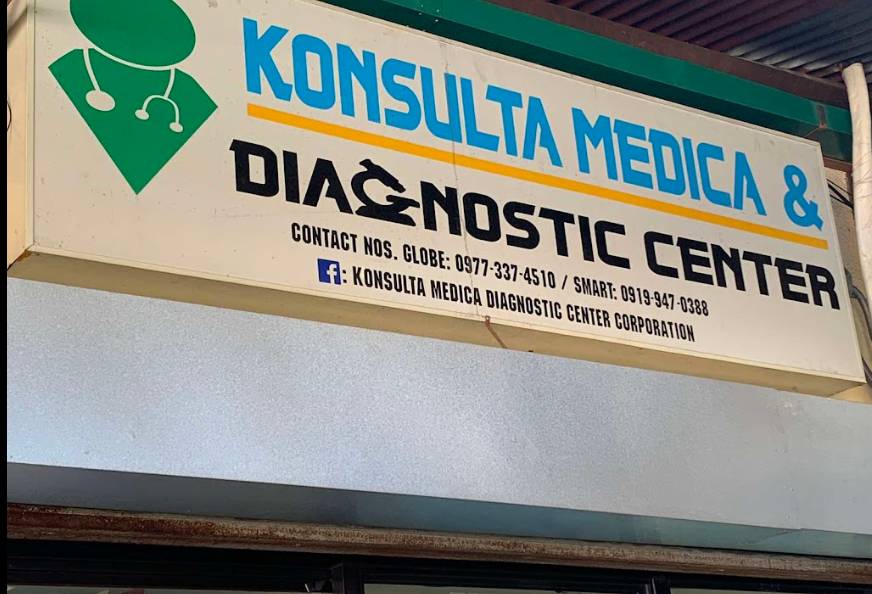 KONSULTA MEDICA &
DIAGNOSTIC CENTER
CONTACT NOS. GLOBE: 0977-337-4510 / SMART: 0919-947-0388
f: KONSULTA MEDICA DIAGNOSTIC CENTER CORPORATION